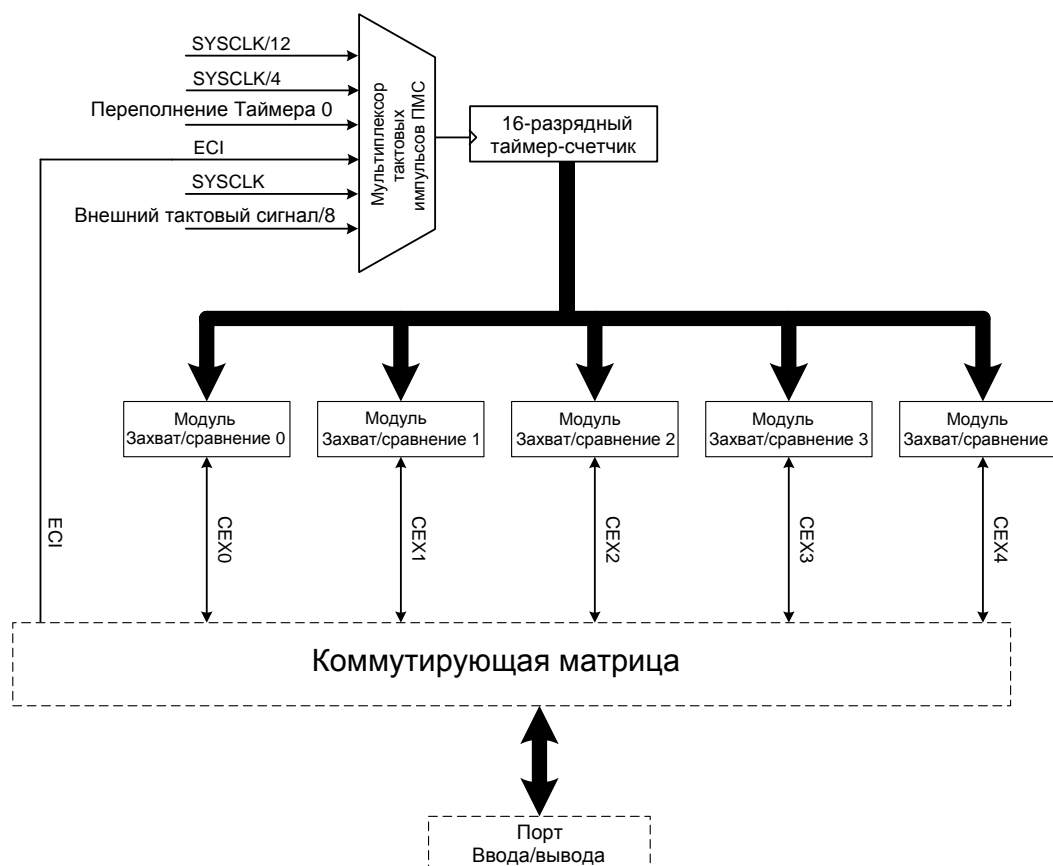 SYSCLK/12
SYSCLK/4
Переполнение Таймера 0
ECI
SYSCLK
Внешний тактовый сигнал/8
Мультиплексор
тактовых
импульсов ПМС
16-разрядный
таймер-счетчик
Модуль
Захват/сравнение 0
Модуль
Захват/сравнение 1
Модуль
Захват/сравнение 2
Модуль
Захват/сравнение 3
Модуль
Захват/сравнение
ECI
CEX0
CEX1
CEX2
CEX3
CEX4
Коммутирующая матрица
Порт
Ввода/вывода